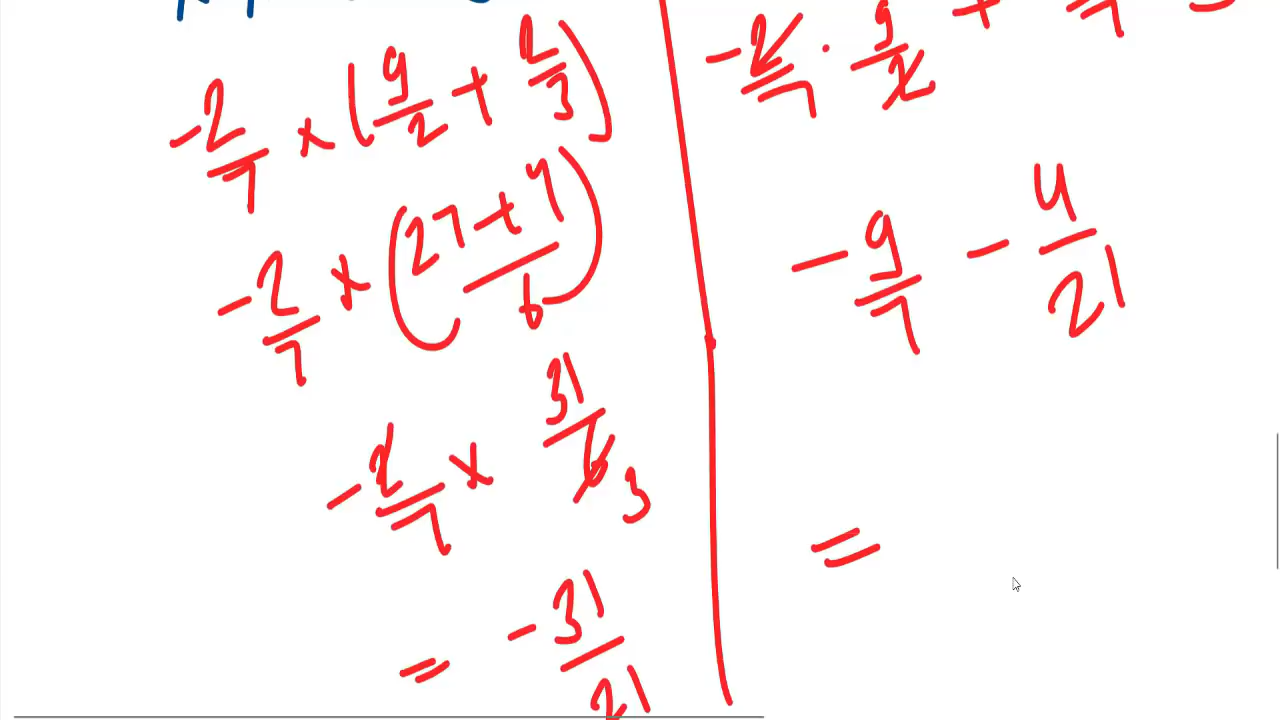 -2/7 × (9/2 + 2/3)
-2/7 × (27+4)/6
-2/7 × 31/6 3
= -31/21
-2/7 · 9/2 +
-9/7 - 4/21
=